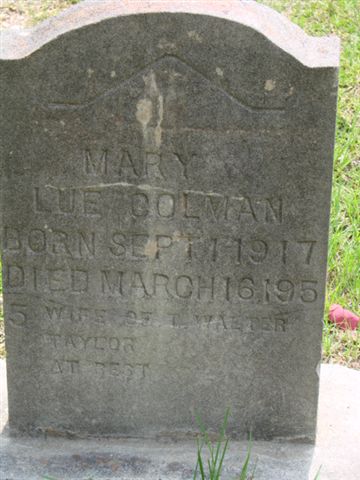 MARY
LUE COLMAN
BORN SEPT 1 1917
DIED MARCH 16, 195
5 WIFE OF T. WALTER
TAYLOR
AT REST